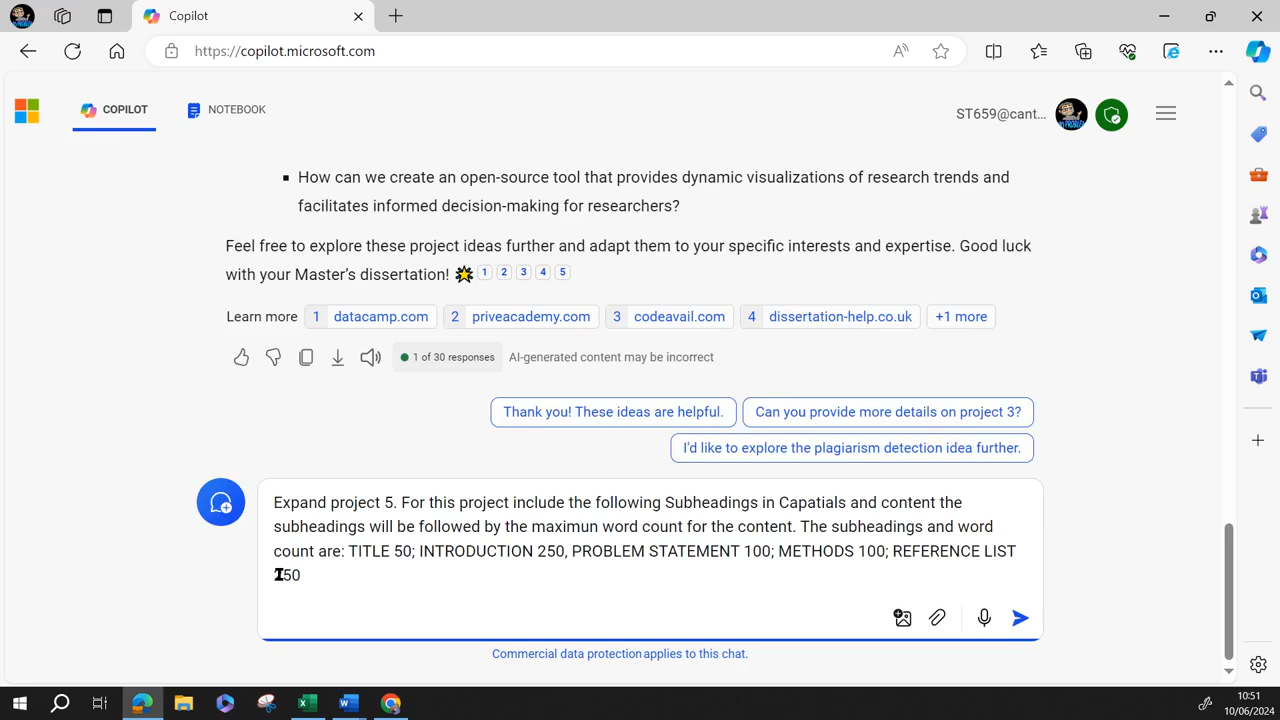 Copilot
https://copilot.microsoft.com
COPILOT
NOTEBOOK
ST659@cant...
▪ How can we create an open-source tool that provides dynamic visualizations of research trends and
facilitates informed decision-making for researchers?
Feel free to explore these project ideas further and adapt them to your specific interests and expertise. Good luck
with your Master's dissertation! 1 2 3 4 5
Learn more 1 datacamp.com 2 priveacademy.com 3 codeavail.com 4 dissertation-help.co.uk +1 more
1 of 30 responses AI-generated content may be incorrect
Thank you! These ideas are helpful. Can you provide more details on project 3?
I'd like to explore the plagiarism detection idea further.
Expand project 5. For this project include the following Subheadings in Capatials and content the
subheadings will be followed by the maximun word count for the content. The subheadings and word
count are: TITLE 50; INTRODUCTION 250, PROBLEM STATEMENT 100; METHODS 100; REFERENCE LIST
50
Commercial data protection applies to this chat.
10:51
10/06/2024